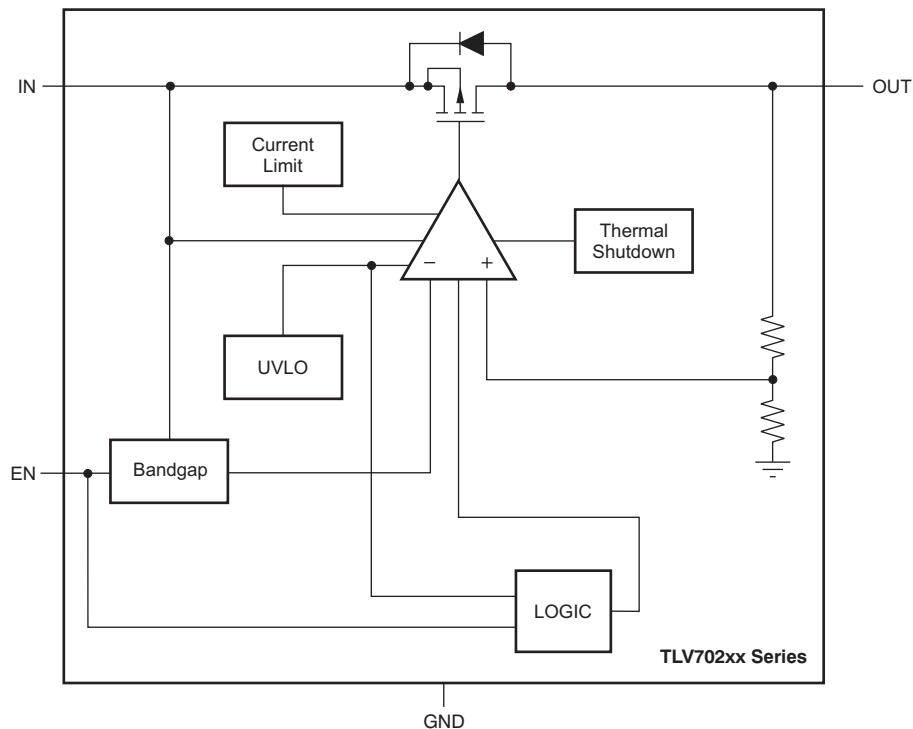 IN
OUT
Current
Limit
Thermal
Shutdown
−
+
UVLO
EN
Bandgap
LOGIC
TLV702xx Series
GND